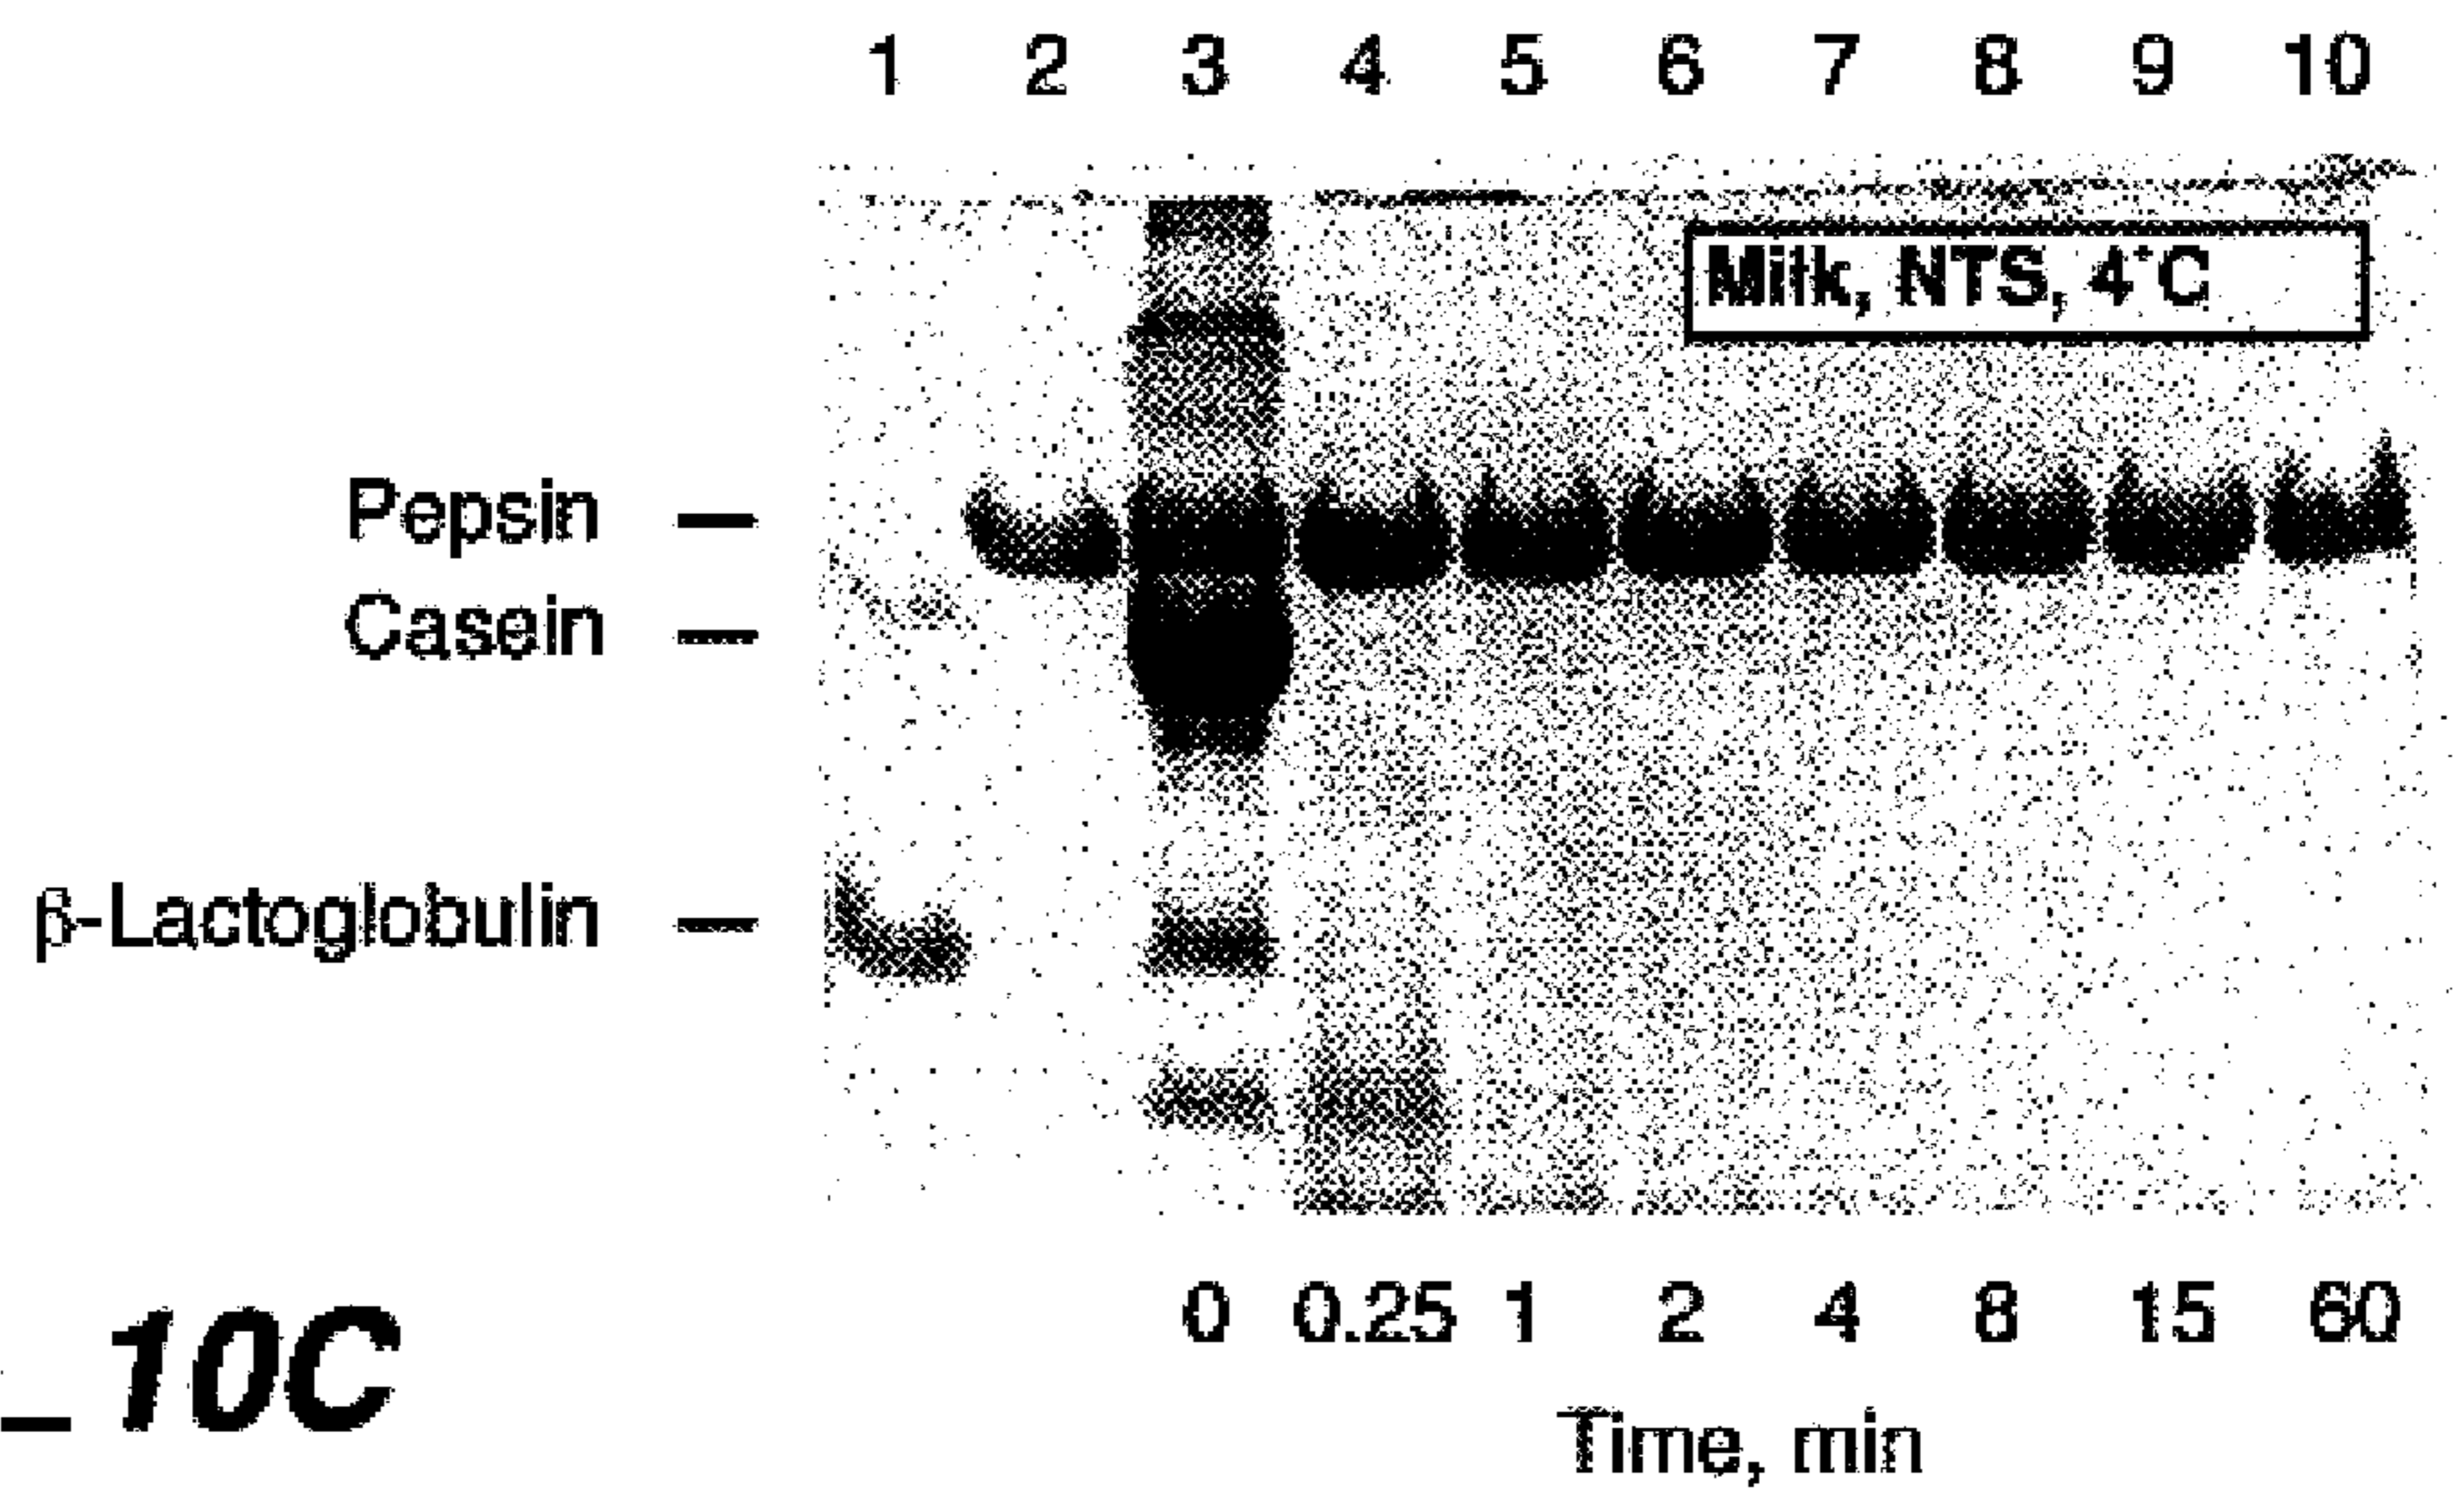 1 2 3 4 5 6 7 8 9 10
Milk, NTS, 4°C
Pepsin
Casein
β-Lactoglobulin
0 0.25 1 2 4 8 15 60
Time, min
10C